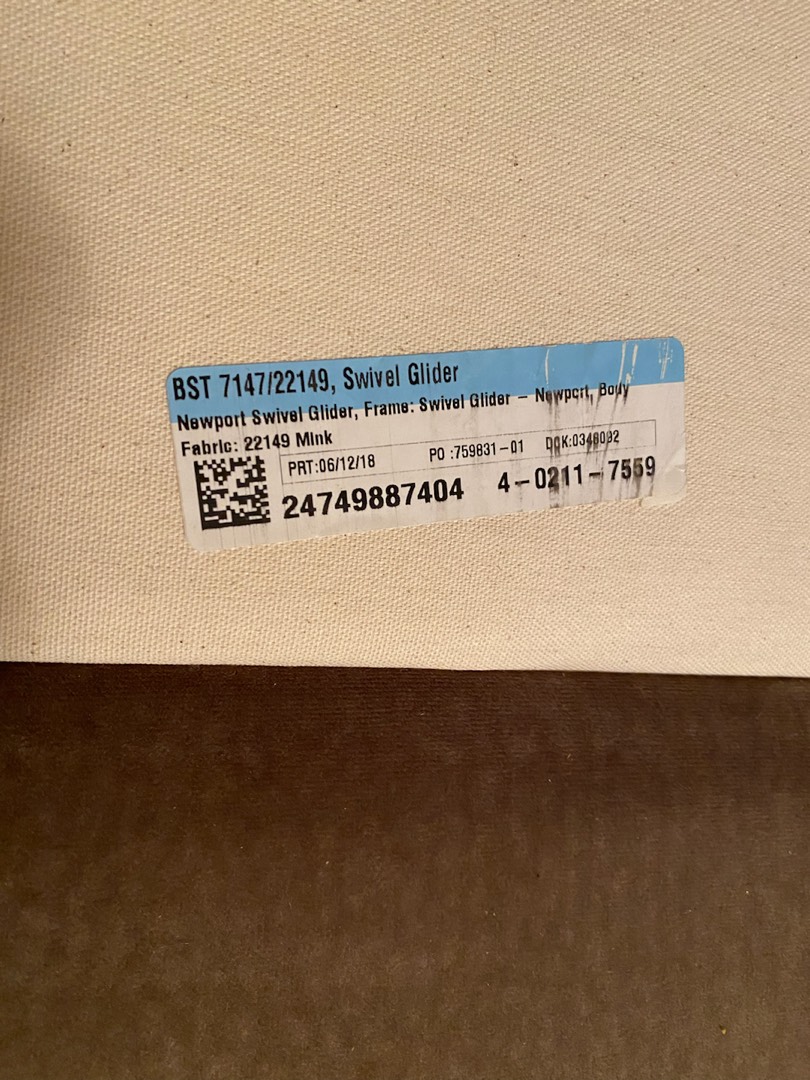 BST 7147/22149, Swivel Glider
Newport Swivel Glider, Frame: Swivel Glider – Newport, Body
Fabric: 22149 Mink
PRT:06/12/18 PO :759831-01
24749887404 4-0211-7559